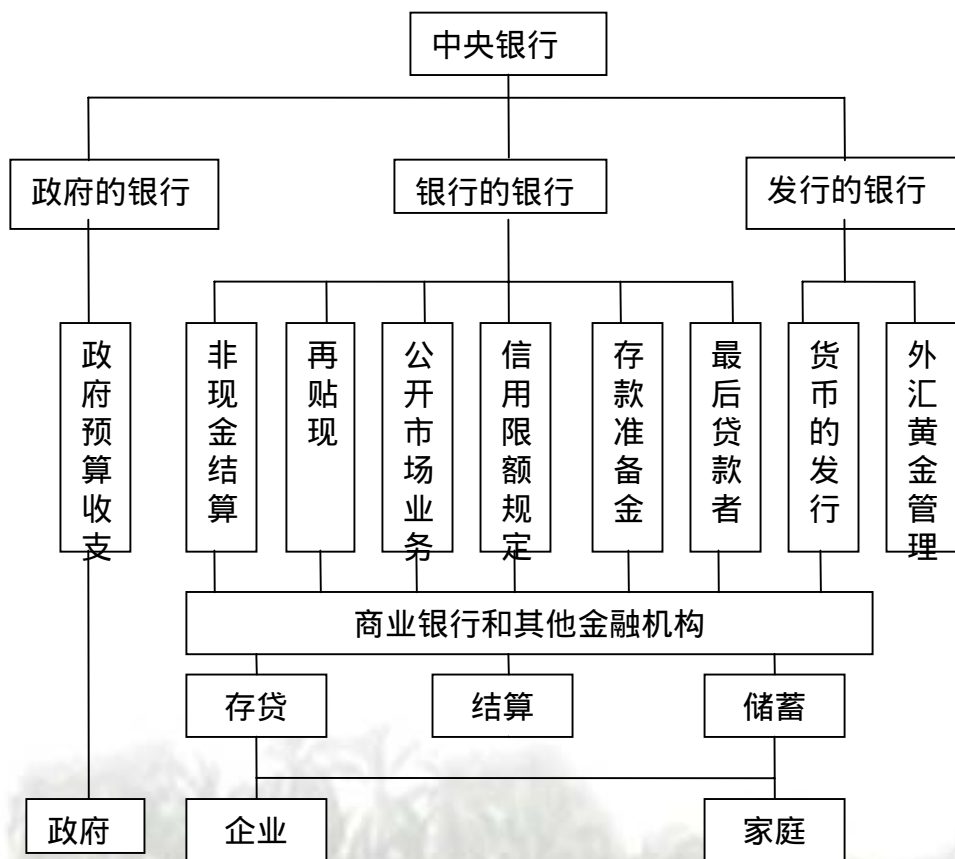 中央银行
政府的银行
银行的银行
发行的银行
政府预算收支
非现金结算
再贴现
公开市场业务
信用限额规定
存款准备金
最后贷款者
货币的发行
外汇黄金管理
商业银行和其他金融机构
存贷
结算
储蓄
政府
企业
家庭